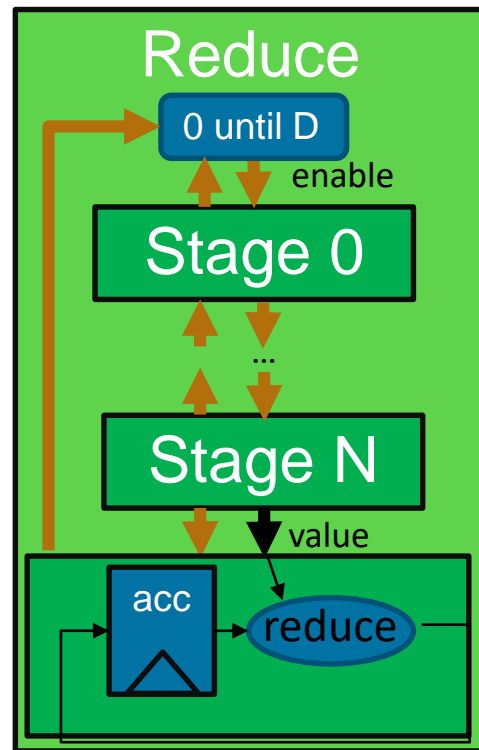 Reduce
0 until D
enable
Stage 0
...
Stage N
value
acc
reduce